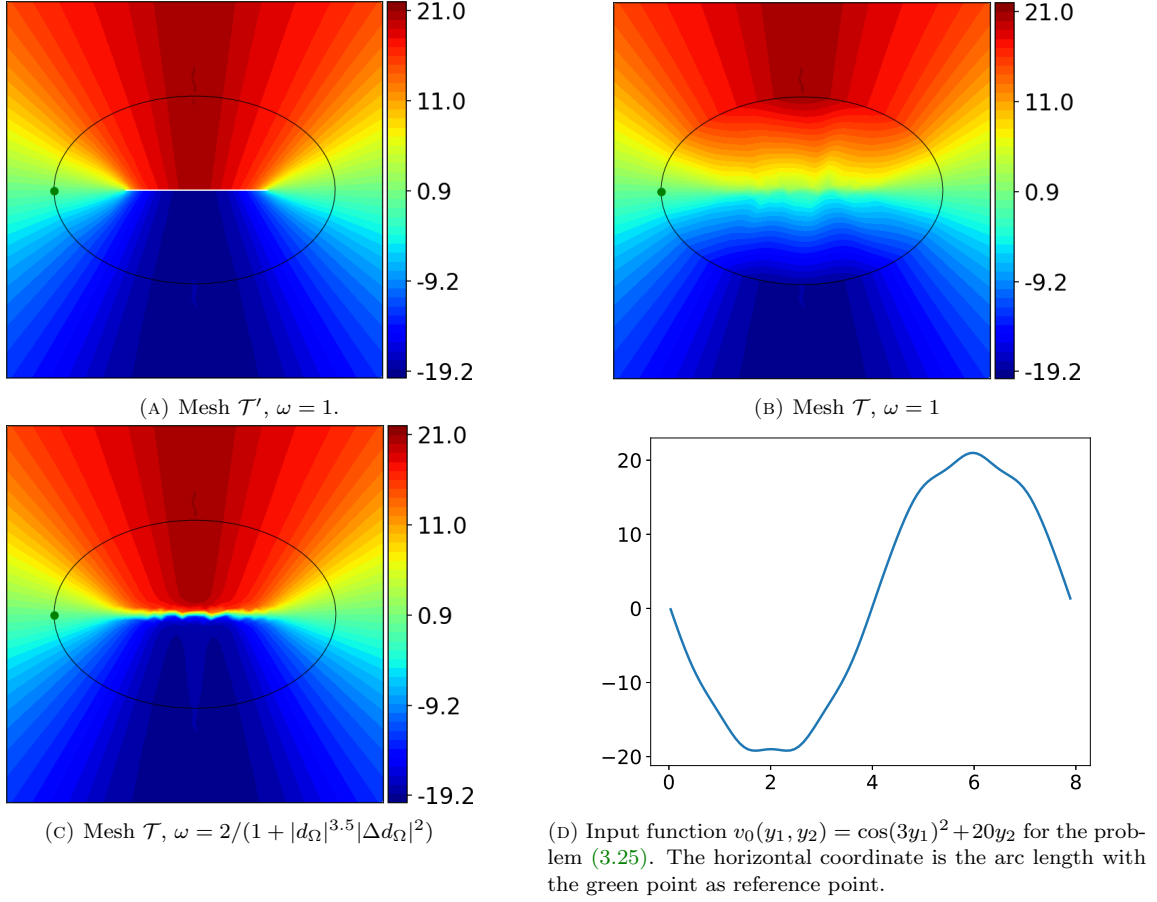 21.0
11.0
0.9
-9.2
-19.2
(A) Mesh 𝒯′, ω = 1.
21.0
11.0
0.9
-9.2
-19.2
(B) Mesh 𝒯, ω = 1
21.0
11.0
0.9
-9.2
-19.2
(C) Mesh 𝒯, ω = 2/(1 + |d_Ω|^{3.5}|Δd_Ω|^2)
20
10
0
−10
−20
0 2 4 6 8
(D) Input function v_0(y_1, y_2) = cos(3y_1)^2+20y_2 for the prob-
lem (3.25). The horizontal coordinate is the arc length with
the green point as reference point.